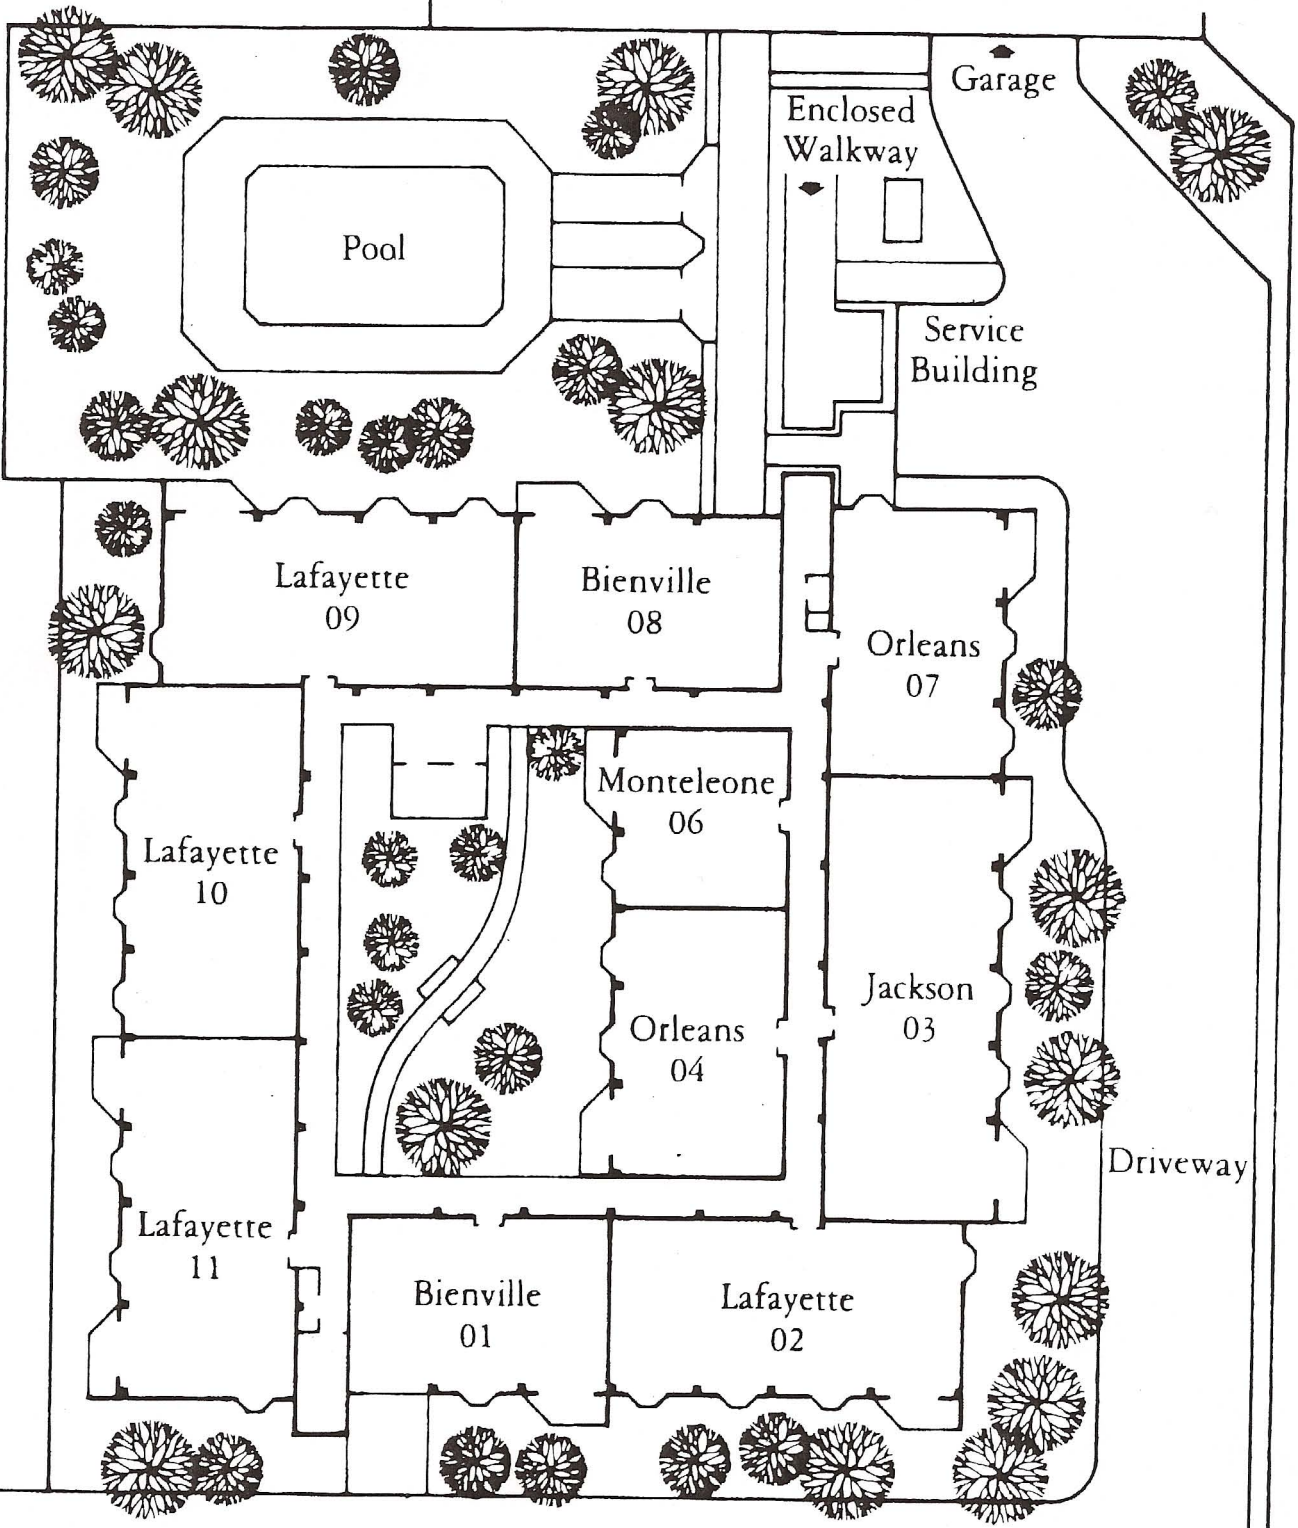 Garage
Enclosed
Walkway
Pool
Service
Building
Lafayette
09
Bienville
08
Orleans
07
Monteleone
06
Lafayette
10
Jackson
03
Orleans
04
Driveway
Lafayette
11
Bienville
01
Lafayette
02